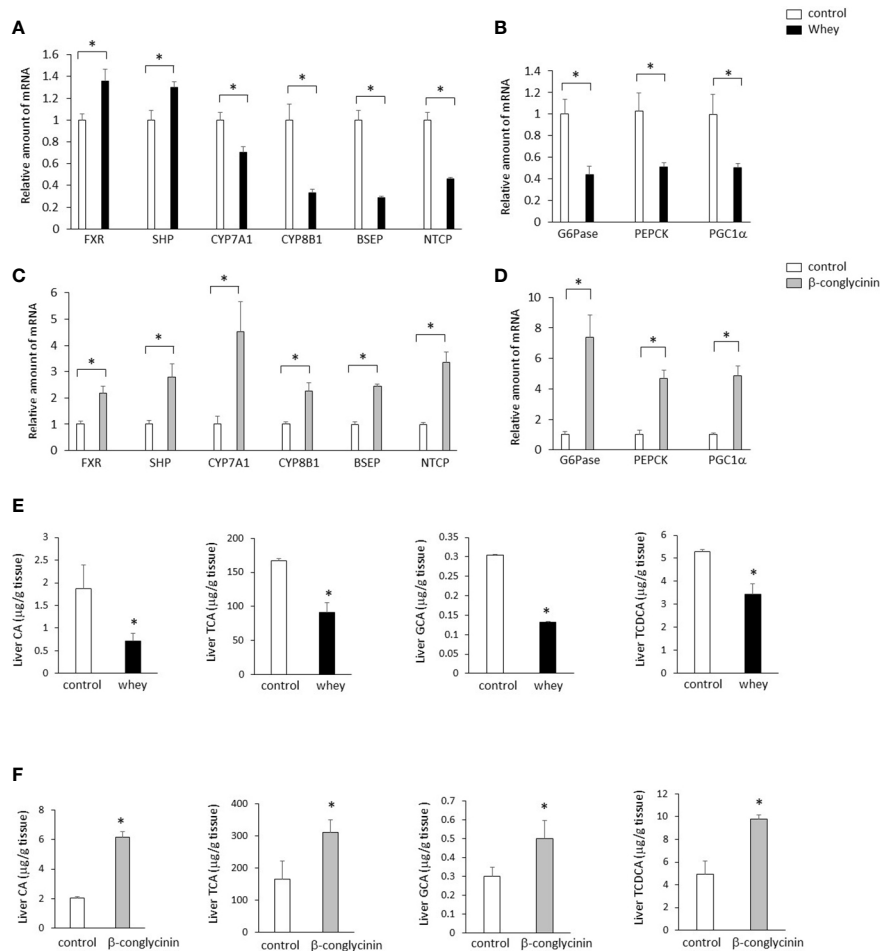 A
B
control
Whey
Relative amount of mRNA
1.6
1.4
1.2
1
0.8
0.6
0.4
0.2
0
* * * * * *
FXR SHP CYP7A1 CYP8B1 BSEP NTCP
Relative amount of mRNA
1.4
1.2
1
0.8
0.6
0.4
0.2
0
* * *
G6Pase PEPCK PGC1α
C
D
control
β-conglycinin
Relative amount of mRNA
6
5
4
3
2
1
0
* * * * * *
FXR SHP CYP7A1 CYP8B1 BSEP NTCP
Relative amount of mRNA
10
8
6
4
2
0
* * *
G6Pase PEPCK PGC1α
E
Liver CA (μg/g tissue)
3
2.5
2
1.5
1
0.5
0
*
control whey
Liver TCA (μg/g tissue)
200
150
100
50
0
*
control whey
Liver GCA (μg/g tissue)
0.35
0.3
0.25
0.2
0.15
0.1
0.05
0
*
control whey
Liver TCDCA (μg/g tissue)
6
5
4
3
2
1
0
*
control whey
F
Liver CA (μg/g tissue)
8
6
4
2
0
*
control β-conglycinin
Liver TCA (μg/g tissue)
400
300
200
100
0
*
control β-conglycinin
Liver GCA (μg/g tissue )
0.7
0.6
0.5
0.4
0.3
0.2
0.1
0
*
control β-conglycinin
Liver TCDCA (μg/g tissue)
12
10
8
6
4
2
0
*
control β-conglycinin